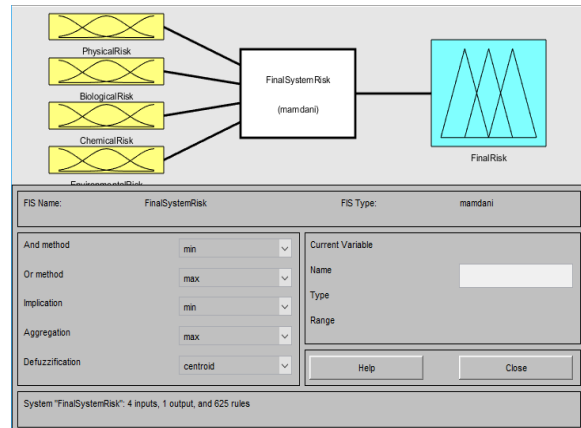 PhysicalRisk
BiologicalRisk
ChemicalRisk
EnvironmentalRisk
FinalSystemRisk
(mamdani)
FinalRisk
FIS Name: FinalSystemRisk FIS Type: mamdani
And method min
Or method max
Implication min
Aggregation max
Defuzzification centroid
Current Variable
Name
Type
Range
Help Close
System "FinalSystemRisk": 4 inputs, 1 output, and 625 rules